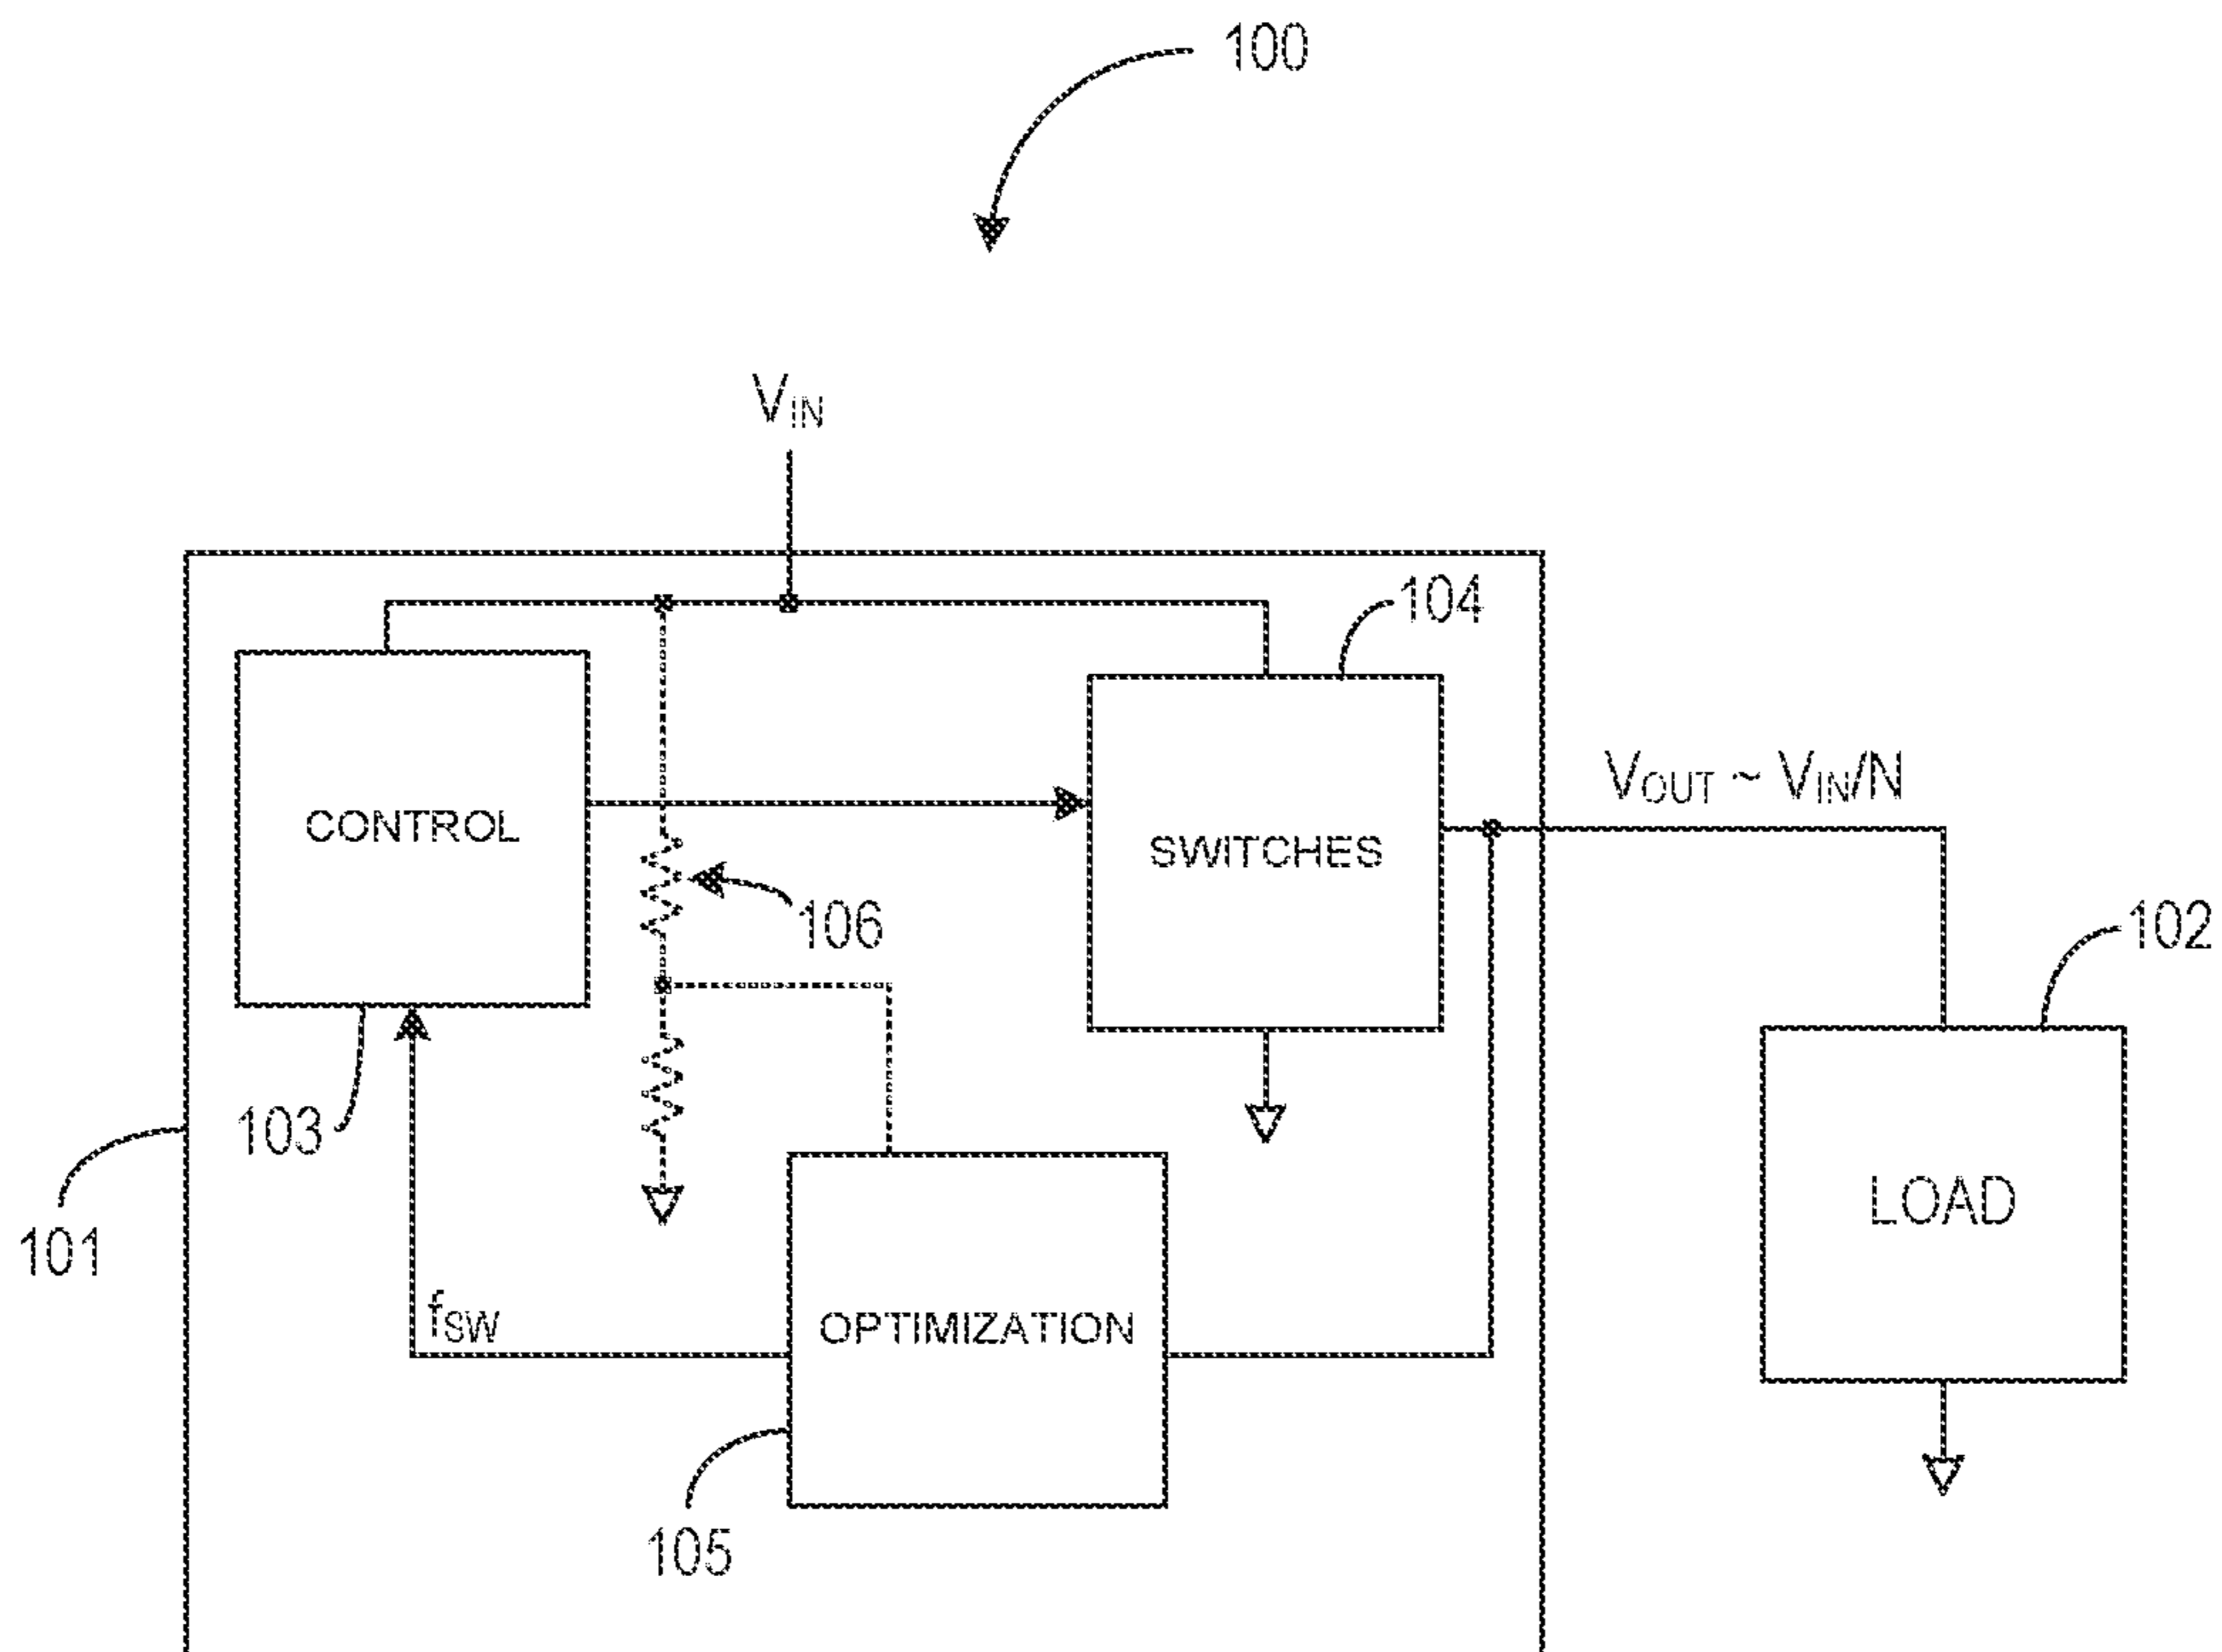 100
VIN
104
VOUT ~ VIN/N
CONTROL
SWITCHES
106
102
103
101
LOAD
fSW
OPTIMIZATION
105